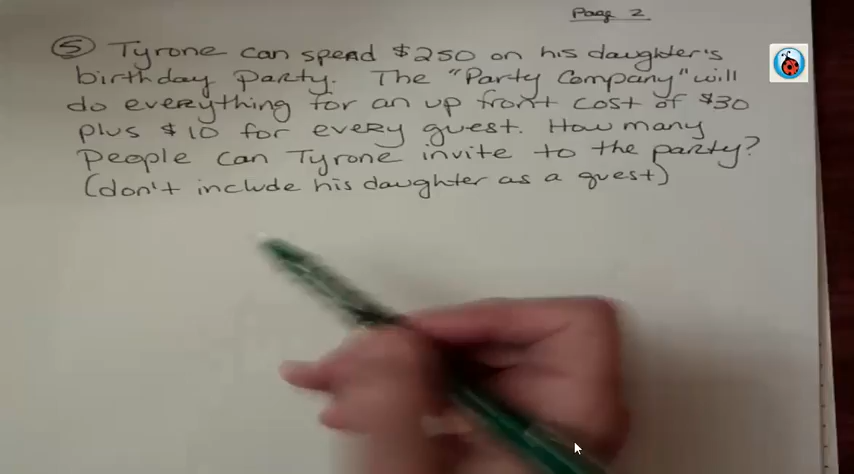 Page 2
5 Tyrone can spend $250 on his daughter's
birthday party. The "Party Company" will
do everything for an up front cost of $30
plus $10 for every guest. How many
People can Tyrone invite to the party?
(don't include his daughter as a guest)